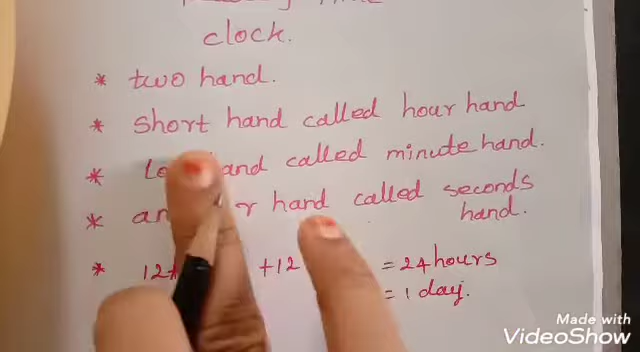 clock.
* two hand.
* short hand called hour hand
* hand called minute hand.
* hand called seconds
hand.
* 12+ +12 = 24 hours
= 1 day.
Made with
VideoShow